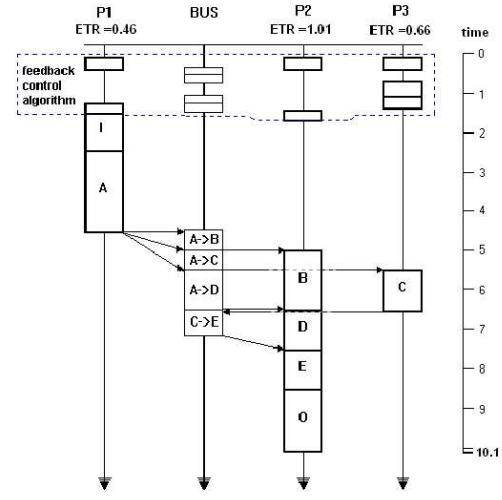 P1 BUS P2 P3
ETR =0.46 ETR =1.01 ETR =0.66
time
0
feedback
control
algorithm
1
I
2
3
A
4
A->B
5
A->C
B
C
A->D
6
C->E
D
7
E
8
O
9
10.1